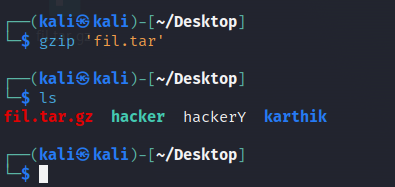 ┌──(kali㉿kali)-[~/Desktop]
└─$ gzip 'fil.tar'
┌──(kali㉿kali)-[~/Desktop]
└─$ ls
fil.tar.gz hacker hackerY karthik
┌──(kali㉿kali)-[~/Desktop]
└─$